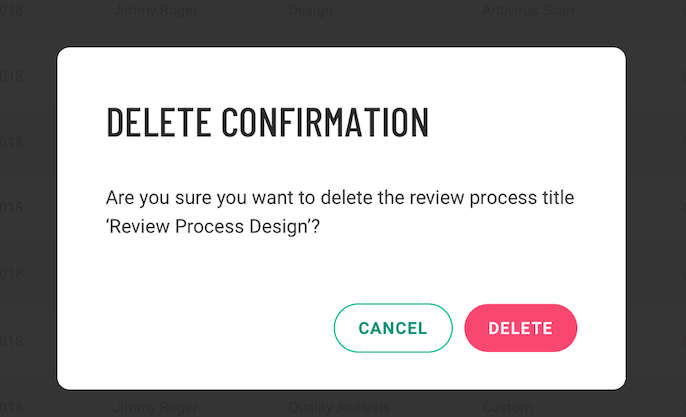 Jimmy Roger Design Antivirus Scan
018
DELETE CONFIRMATION
018
Are you sure you want to delete the review process title
018
‘Review Process Design’?
018
CANCEL DELETE
018
Jimmy Roger Quality Analysis Custom
018